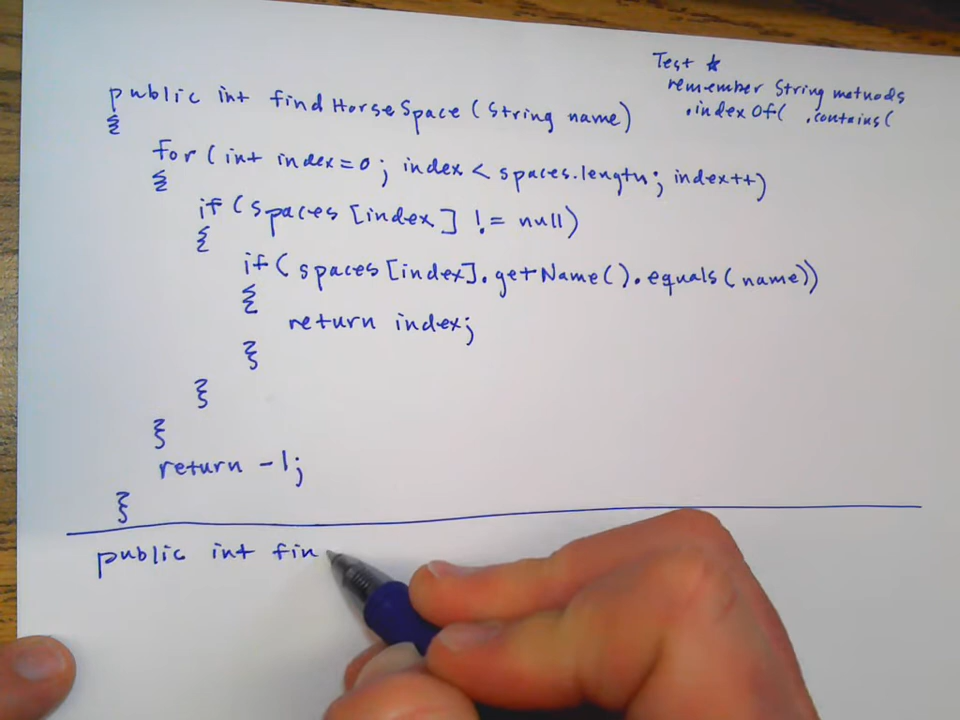 Test ★
remember String methods
.indexOf( .contains(
public int findHorseSpace(String name)
{
for(int index=0; index < spaces.length; index++)
{
if(spaces[index] != null)
{
if(spaces[index].getName().equals(name))
{
return index;
}
}
}
return -1;
}
public int fin